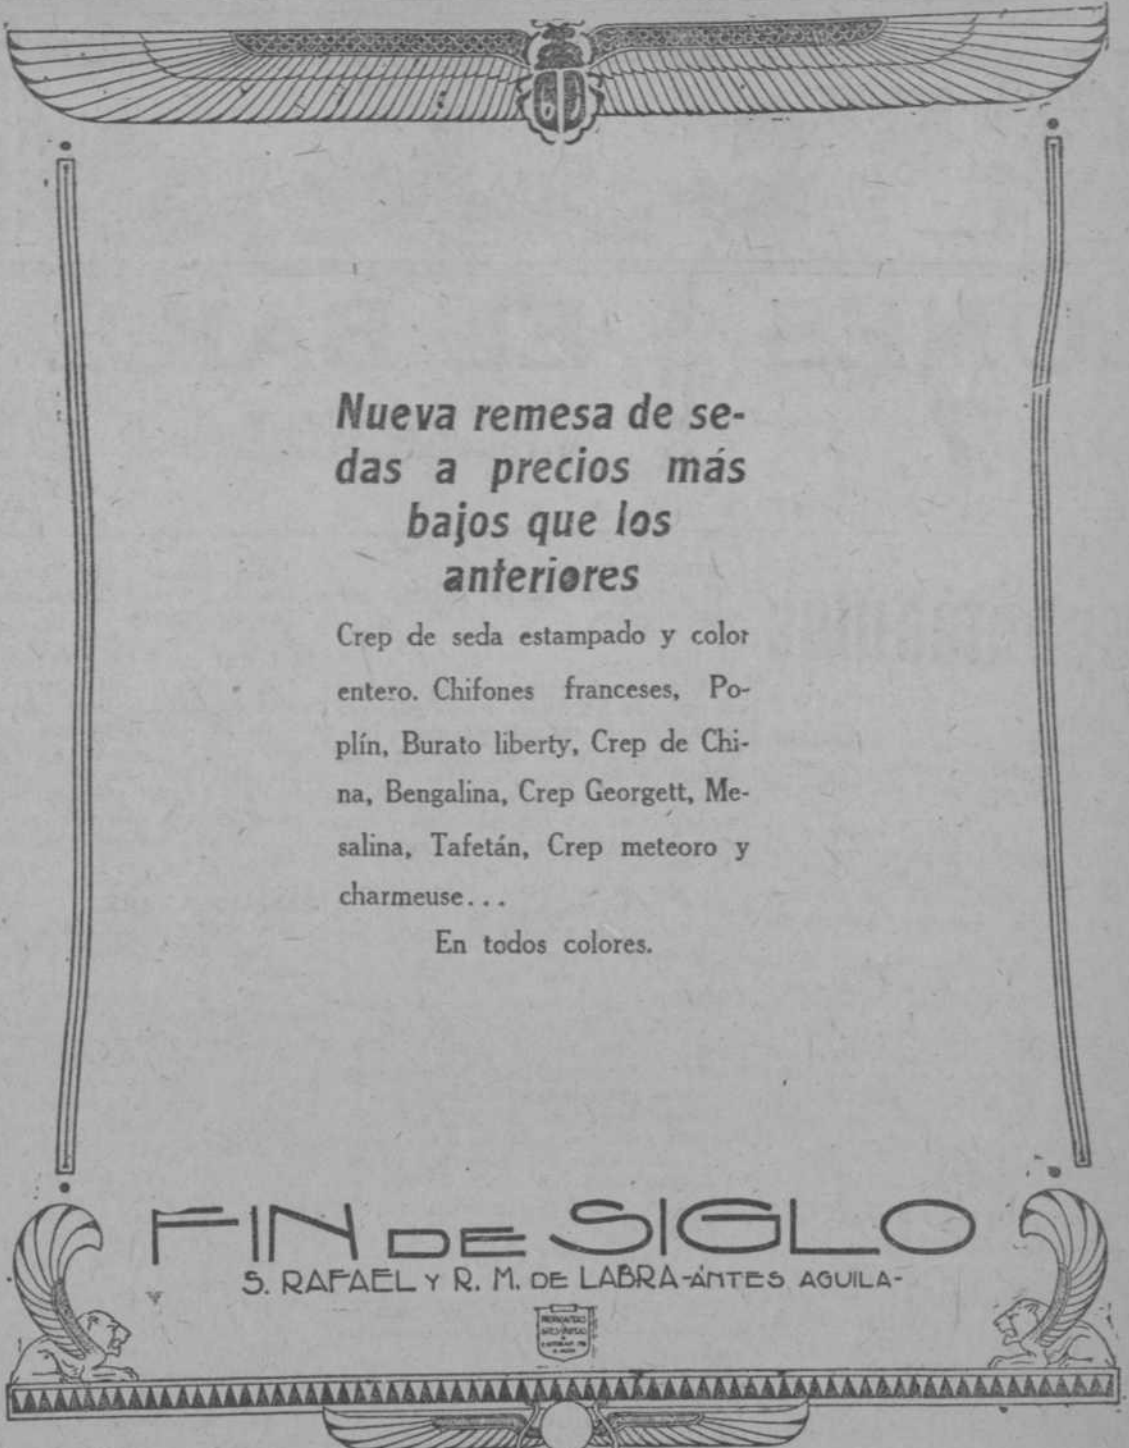 Nueva remesa de se-
das a precios más
bajos que los
anteriores
Crep de seda estampado y color
entero. Chifones franceses, Po-
plín, Burato liberty, Crep de Chi-
na, Bengalina, Crep Georgett, Me-
salina, Tafetán, Crep meteoro y
charmeuse...
En todos colores.
FIN DE SIGLO
S. RAFAEL Y R. M. DE LABRA-ÁNTES AGUILA-